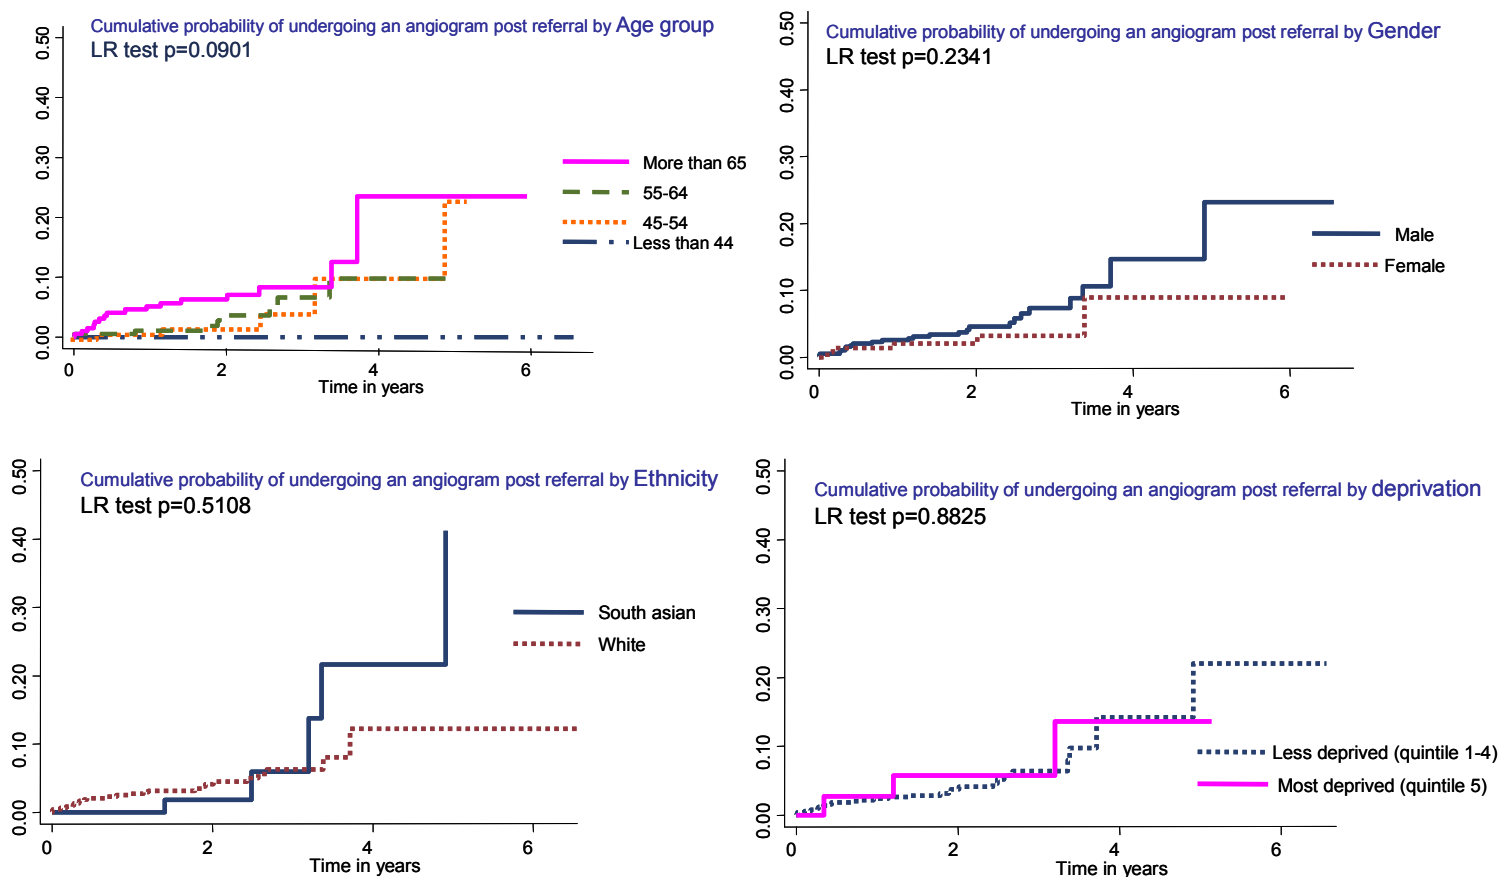 Cumulative probability of undergoing an angiogram post referral by Age group
LR test p=0.0901
0.50
0.40
0.30
0.20
0.10
0.00
More than 65
55-64
45-54
Less than 44
0 2 4 6
Time in years
Cumulative probability of undergoing an angiogram post referral by Gender
LR test p=0.2341
0.50
0.40
0.30
0.20
0.10
0.00
Male
Female
0 2 4 6
Time in years
Cumulative probability of undergoing an angiogram post referral by Ethnicity
LR test p=0.5108
0.50
0.40
0.30
0.20
0.10
0.00
South asian
White
0 2 4 6
Time in years
Cumulative probability of undergoing an angiogram post referral by deprivation
LR test p=0.8825
0.50
0.40
0.30
0.20
0.10
0.00
Less deprived (quintile 1-4)
Most deprived (quintile 5)
0 2 4 6
Time in years